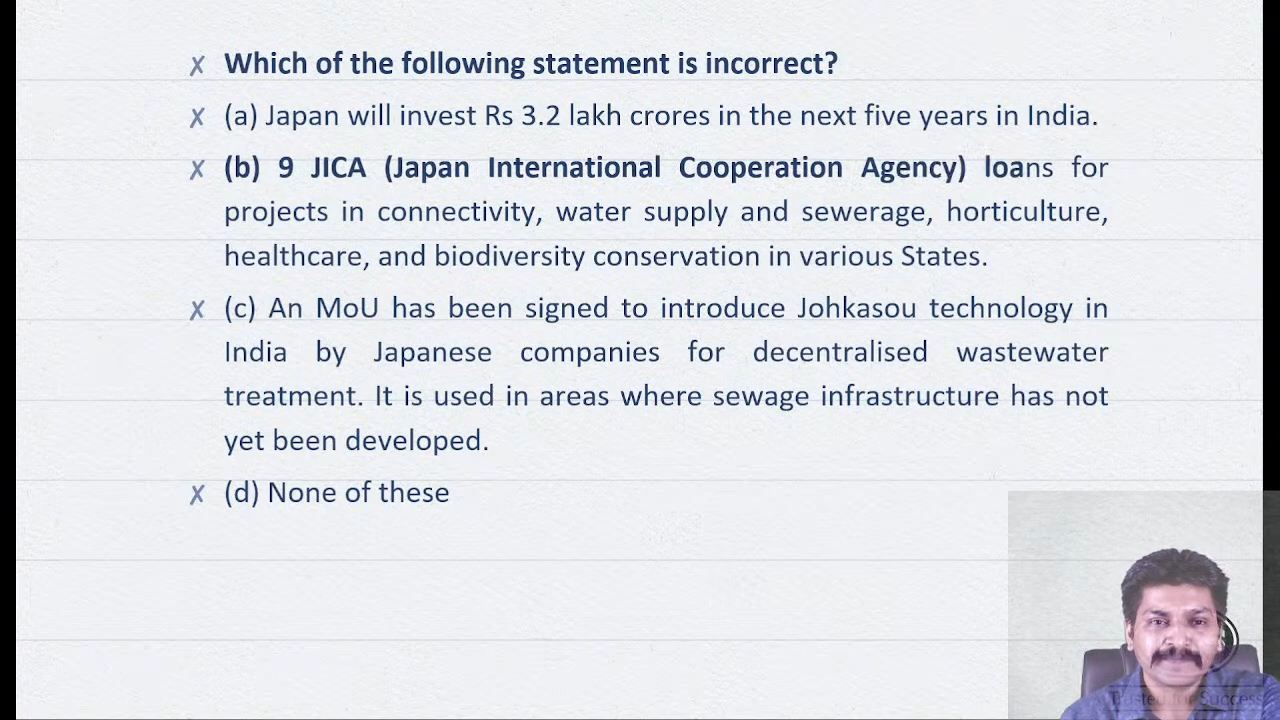 Which of the following statement is incorrect?
(a) Japan will invest Rs 3.2 lakh crores in the next five years in India.
(b) 9 JICA (Japan International Cooperation Agency) loans for
projects in connectivity, water supply and sewerage, horticulture,
healthcare, and biodiversity conservation in various States.
(c) An MoU has been signed to introduce Johkasou technology in
India by Japanese companies for decentralised wastewater
treatment. It is used in areas where sewage infrastructure has not
yet been developed.
(d) None of these
Trusted for Success